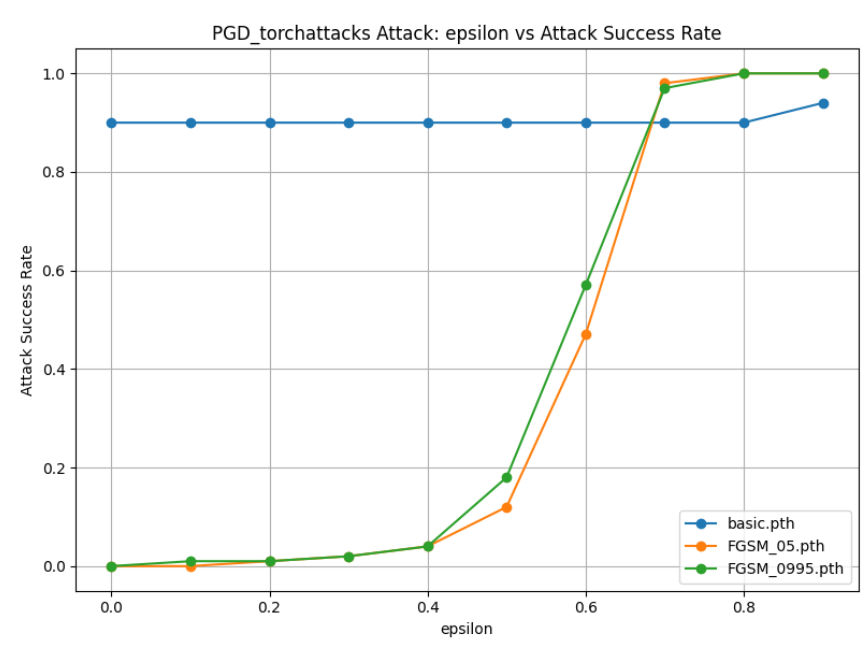 PGD_torchattacks Attack: epsilon vs Attack Success Rate
1.0
0.8
0.6
0.4
0.2
0.0
Attack Success Rate
0.0 0.2 0.4 0.6 0.8
epsilon
basic.pth
FGSM_05.pth
FGSM_0995.pth